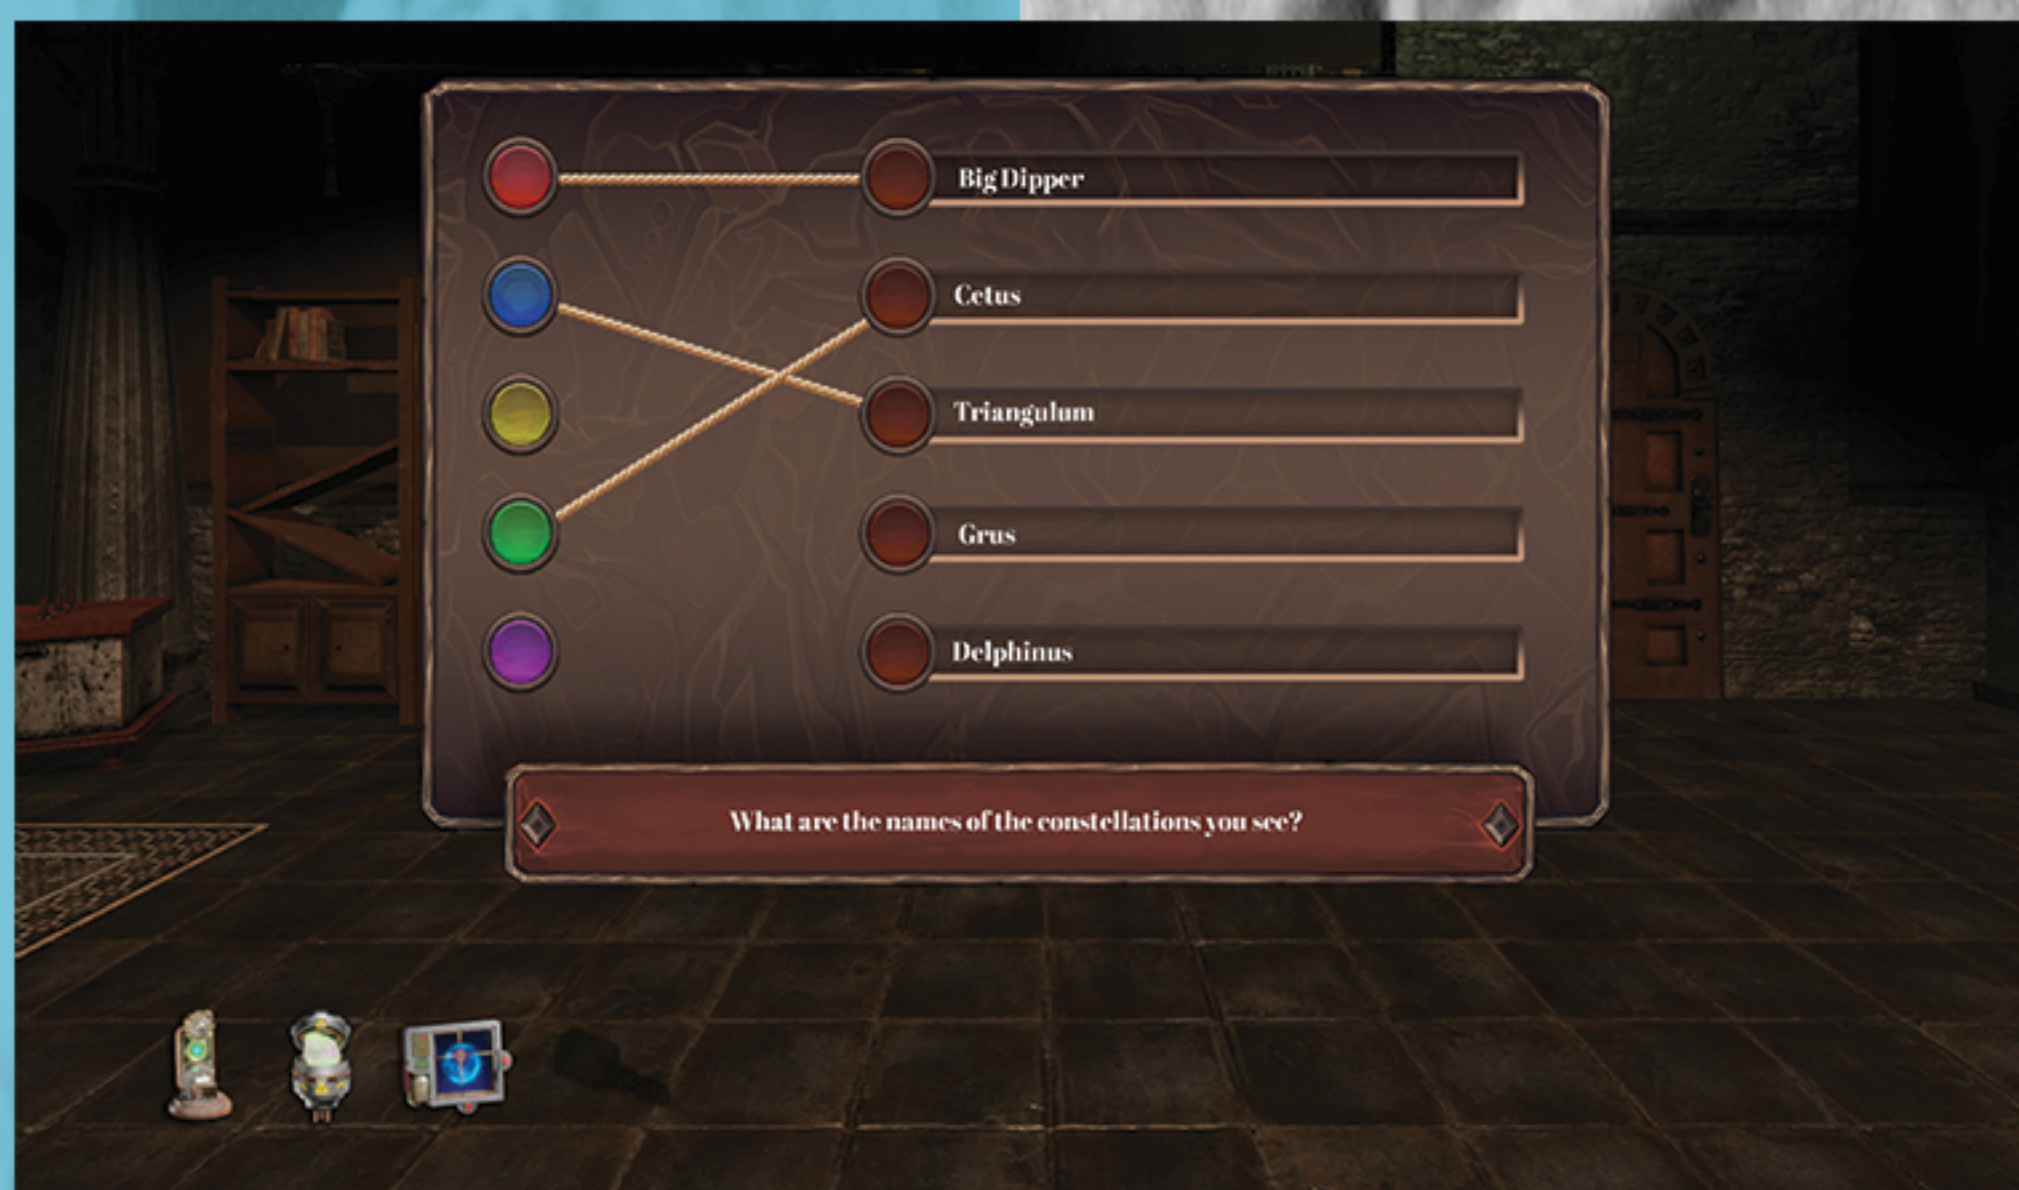 Big Dipper
Cetus
Triangulum
Grus
Delphinus
What are the names of the constellations you see?